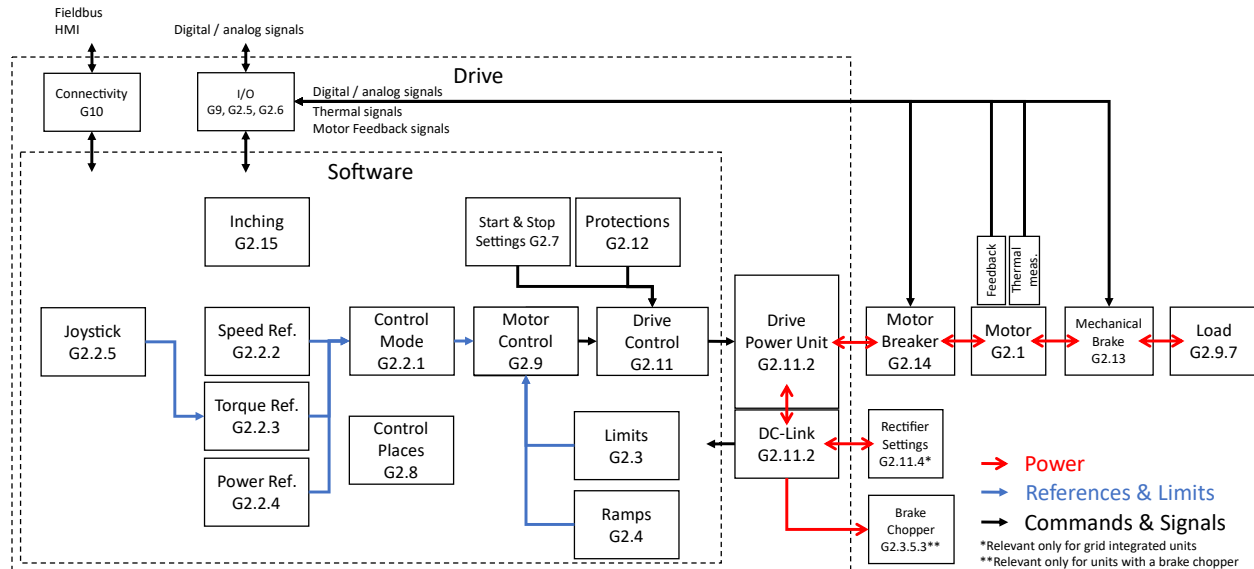 Fieldbus
HMI
Digital / analog signals
Drive
Connectivity
G10
I/O
G9, G2.5, G2.6
Digital / analog signals
Thermal signals
Motor Feedback signals
Software
Inching
G2.15
Start & Stop
Settings G2.7
Protections
G2.12
Feedback
Thermal
meas.
Joystick
G2.2.5
Speed Ref.
G2.2.2
Control
Mode
G2.2.1
Motor
Control
G2.9
Drive
Control
G2.11
Drive
Power Unit
G2.11.2
Motor
Breaker
G2.14
Motor
G2.1
Mechanical
Brake
G2.13
Load
G2.9.7
Torque Ref.
G2.2.3
Control
Places
G2.8
Limits
G2.3
DC-Link
G2.11.2
Rectifier
Settings
G2.11.4*
Power Ref.
G2.2.4
Ramps
G2.4
Brake
Chopper
G2.3.5.3**
Power
References & Limits
Commands & Signals
*Relevant only for grid integrated units
**Relevant only for units with a brake chopper